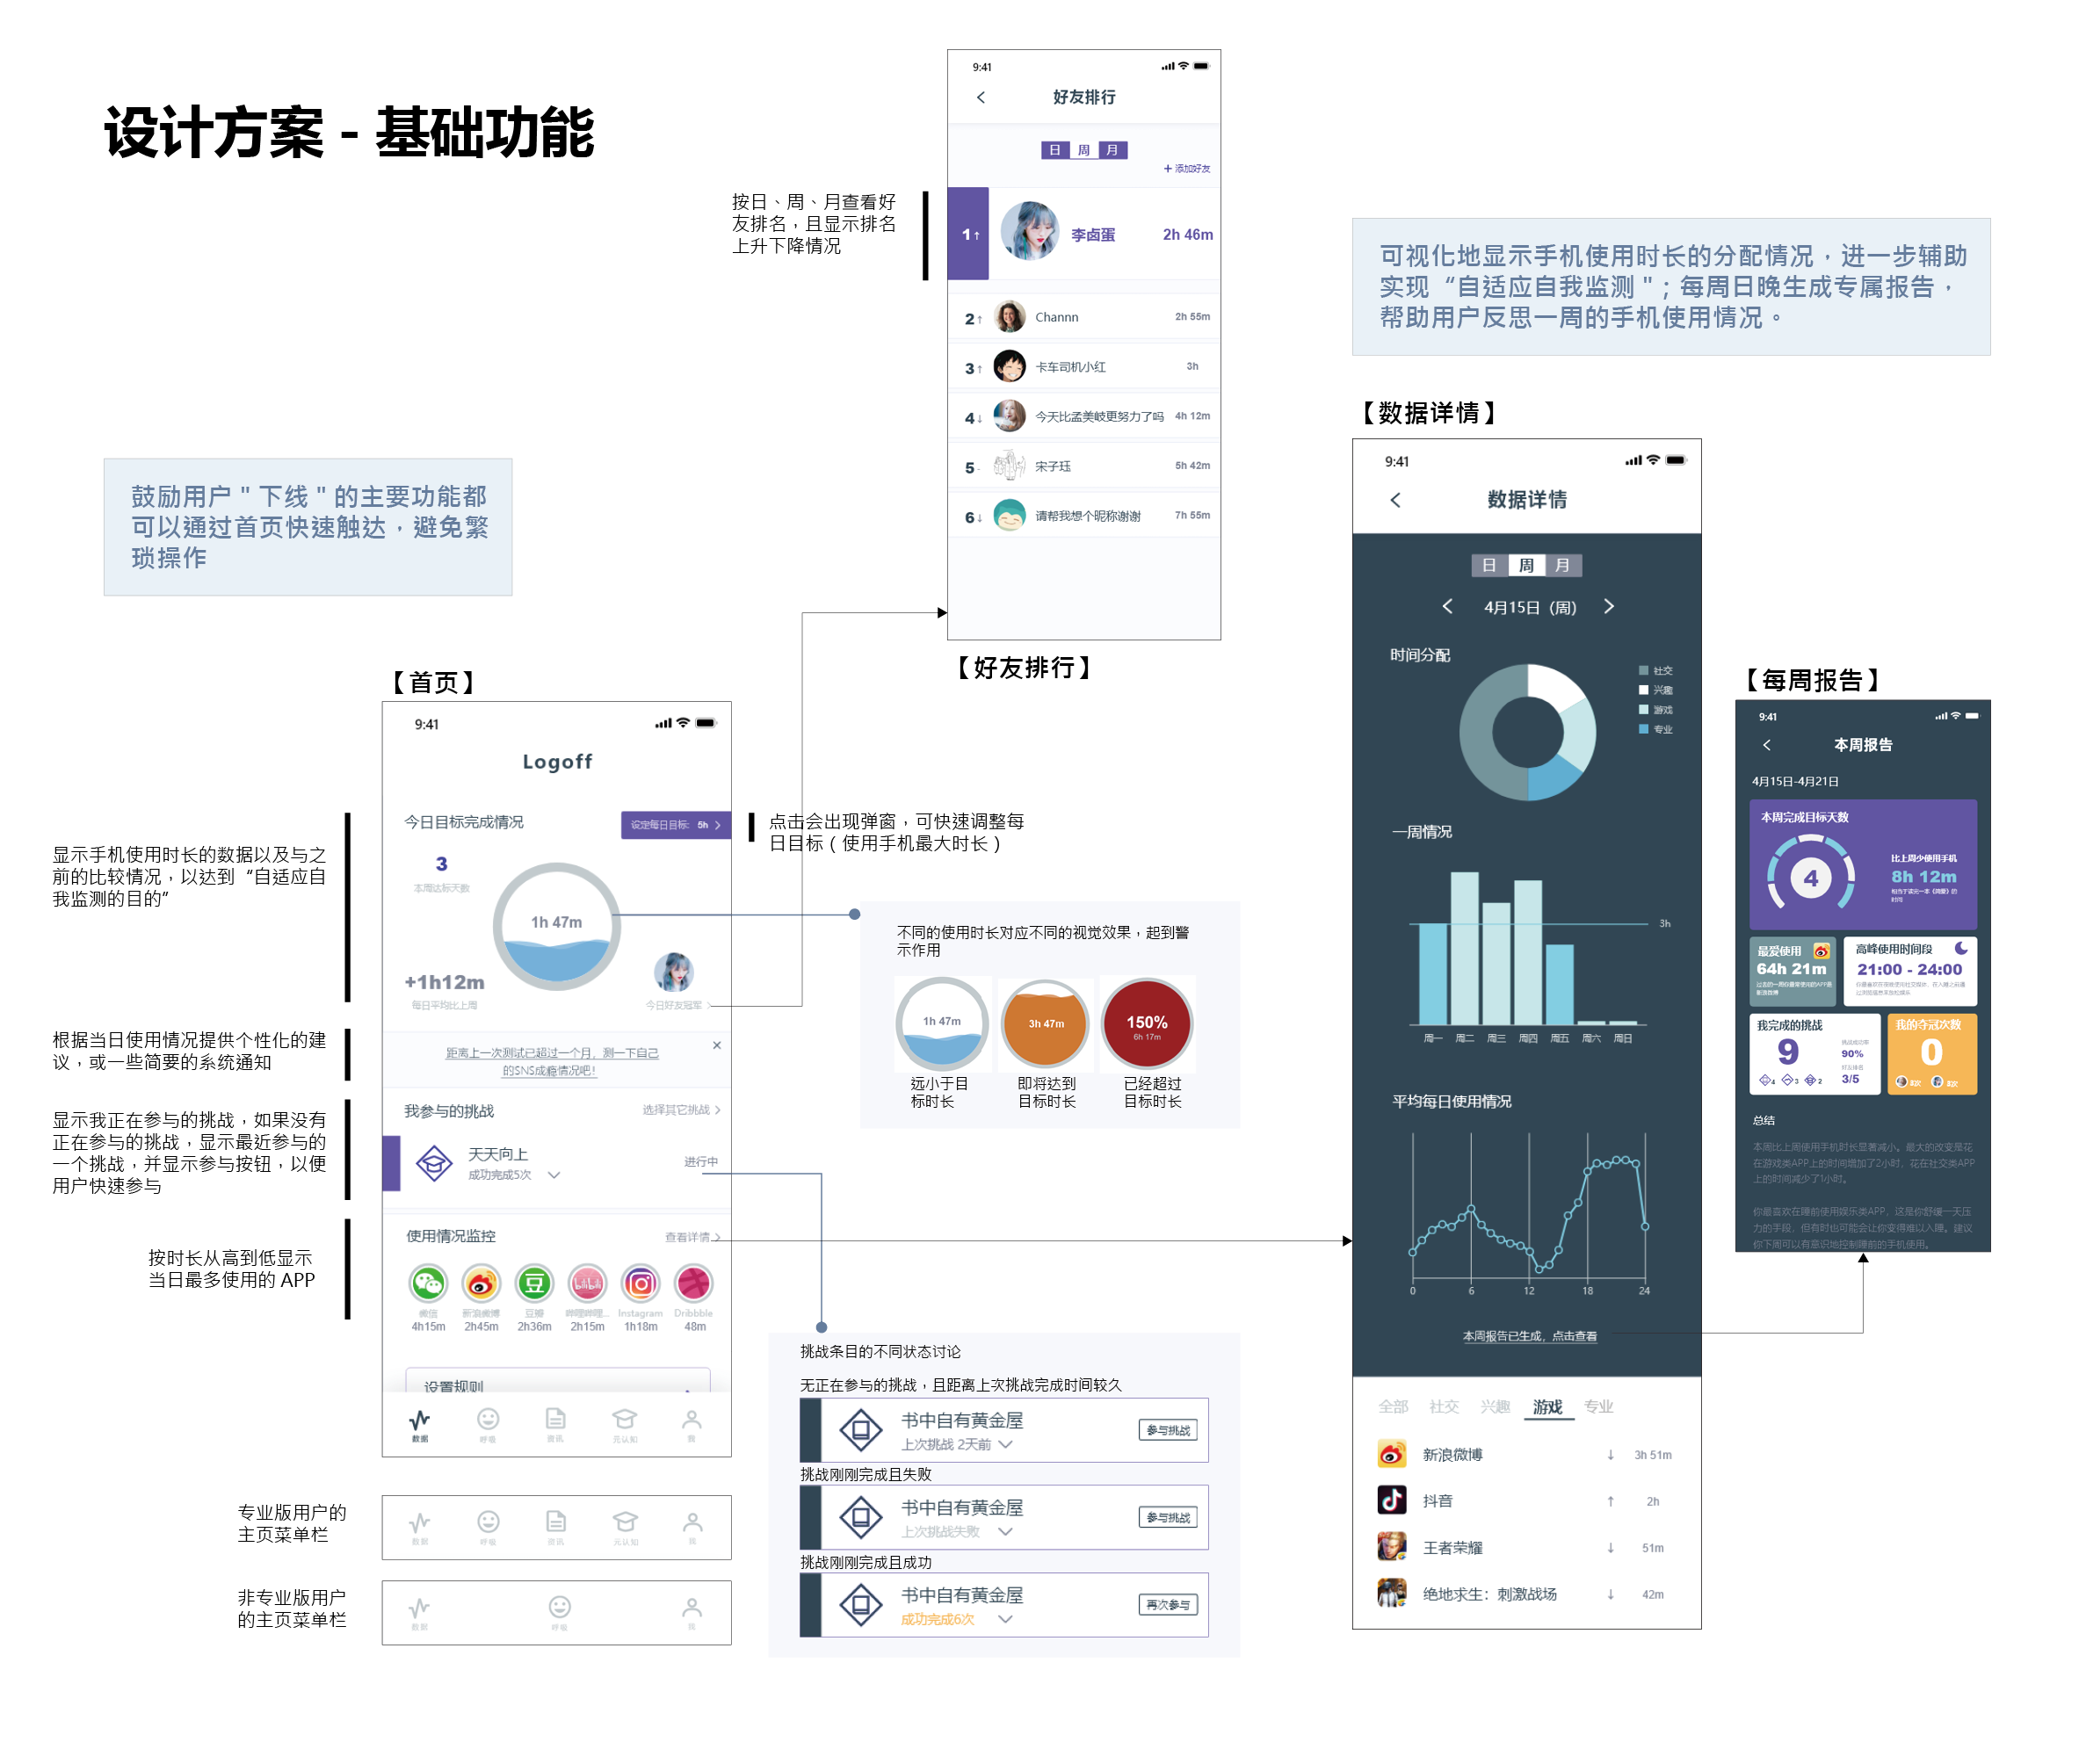 设计方案 - 基础功能
9:41
好友排行
日 周 月
+ 添加好友
按日、周、月查看好
友排名，且显示排名
上升下降情况
1↑ 李卤蛋 2h 46m
2↑ Channn 2h 55m
3↑ 卡车司机小红 3h
4↓ 今天比孟美岐更努力了吗 4h 12m
5 - 宋子珏 5h 42m
6↓ 请帮我想个昵称谢谢 7h 55m
【好友排行】
鼓励用户 " 下线 " 的主要功能都
可以通过首页快速触达，避免繁
琐操作
【首页】
9:41
Logoff
今日目标完成情况
设定每日目标: 5h
3
本周达标天数
1h 47m
+1h12m
每日平均比上周
今日好友冠军
距离上一次测试已超过一个月，测一下自己
的SNS成瘾情况吧！
我参与的挑战
选择其它挑战
天天向上
成功完成5次
进行中
使用情况监控
查看详情
微信 新浪微博 豆瓣 哔哩哔哩... Instagram Dribbble
4h15m 2h45m 2h36m 2h15m 1h18m 48m
设置规则
数据 呼吸 资讯 元认知 我
显示手机使用时长的数据以及与之
前的比较情况，以达到 “自适应自
我监测的目的”
根据当日使用情况提供个性化的建
议，或一些简要的系统通知
显示我正在参与的挑战，如果没有
正在参与的挑战，显示最近参与的
一个挑战，并显示参与按钮，以便
用户快速参与
按时长从高到低显示
当日最多使用的 APP
专业版用户的
主页菜单栏
数据 呼吸 资讯 元认知 我
非专业版用户
的主页菜单栏
数据 呼吸 我
点击会出现弹窗，可快速调整每
日目标（使用手机最大时长）
不同的使用时长对应不同的视觉效果，起到警
示作用
1h 47m
3h 47m
150%
6h 17m
远小于目
标时长
即将达到
目标时长
已经超过
目标时长
挑战条目的不同状态讨论
无正在参与的挑战，且距离上次挑战完成时间较久
书中自有黄金屋
上次挑战 2天前
参与挑战
挑战刚刚完成且失败
书中自有黄金屋
上次挑战失败
参与挑战
挑战刚刚完成且成功
书中自有黄金屋
成功完成6次
再次参与
可视化地显示手机使用时长的分配情况，进一步辅助
实现 “自适应自我监测 "；每周日晚生成专属报告，
帮助用户反思一周的手机使用情况。
【数据详情】
9:41
数据详情
日 周 月
4月15日（周）
时间分配
社交
兴趣
游戏
专业
一周情况
3h
周一 周二 周三 周四 周五 周六 周日
平均每日使用情况
0 6 12 18 24
本周报告已生成，点击查看
全部 社交 兴趣 游戏 专业
新浪微博 ↓ 3h 51m
抖音 ↑ 2h
王者荣耀 ↓ 51m
绝地求生：刺激战场 ↓ 42m
【每周报告】
9:41
本周报告
4月15日-4月21日
本周完成目标天数
4
比上周少使用手机
8h 12m
最爱使用
64h 21m
高峰使用时间段
21:00 - 24:00
我完成的挑战
9
4 3 2
挑战成功率
90%
好友排名
3/5
我的夺冠次数
0
总结
本周比上周使用手机时长显著减小。最大的改变是花
在游戏类APP上的时间增加了2小时，花在社交类APP
上的时间减少了1小时。
你最喜欢在睡前使用娱乐类APP，这是你舒缓一天压
力的手段，但有时也可能会让你变得难以入睡。建议
你下周可以有意识地控制睡前的手机使用。